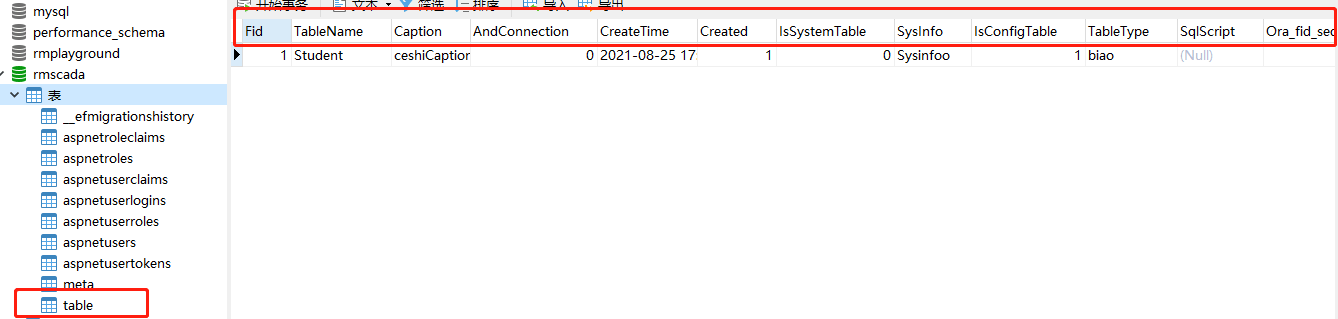 开始事务 文本 筛选 排序 导入 导出
mysql
performance_schema
rmplayground
rmscada
表
__efmigrationshistory
aspnetroleclaims
aspnetroles
aspnetuserclaims
aspnetuserlogins
aspnetuserroles
aspnetusers
aspnetusertokens
meta
table
Fid TableName Caption AndConnection CreateTime Created IsSystemTable SysInfo IsConfigTable TableType SqlScript Ora_fid_sec
1 Student ceshiCaption 0 2021-08-25 17: 1 0 Sysinfoo 1 biao (Null)